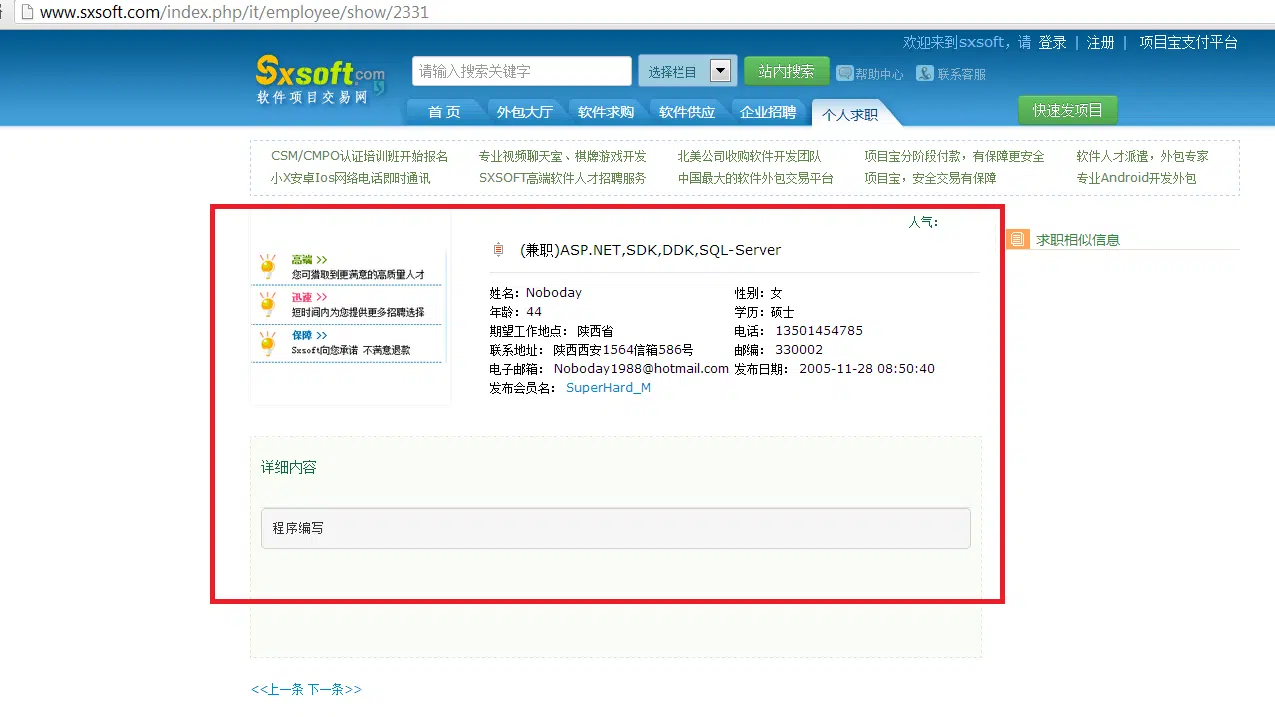 www.sxsoft.com/index.php/it/employee/show/2331
欢迎来到sxsoft，请 登录 | 注册 | 项目宝支付平台
Sxsoft.com
软件项目交易网
请输入搜索关键字
选择栏目
站内搜索
帮助中心
联系客服
首页 外包大厅 软件求购 软件供应 企业招聘 个人求职
快速发项目
CSM/CMPO认证培训班开始报名 专业视频聊天室、棋牌游戏开发 北美公司收购软件开发团队 项目宝分阶段付款，有保障更安全 软件人才派遣，外包专家
小X安卓Ios网络电话即时通讯 SXSOFT高端软件人才招聘服务 中国最大的软件外包交易平台 项目宝，安全交易有保障 专业Android开发外包
人气：
求职相似信息
高端 >>
您可猎取到更满意的高质量人才
迅速 >>
短时间内为您提供更多招聘选择
保障 >>
Sxsoft向您承诺 不满意退款
(兼职)ASP.NET,SDK,DDK,SQL-Server
姓名：Noboday 性别：女
年龄：44 学历：硕士
期望工作地点： 陕西省 电话： 13501454785
联系地址： 陕西西安1564信箱586号 邮编： 330002
电子邮箱： Noboday1988@hotmail.com 发布日期： 2005-11-28 08:50:40
发布会员名： SuperHard_M
详细内容
程序编写
<<上一条 下一条>>